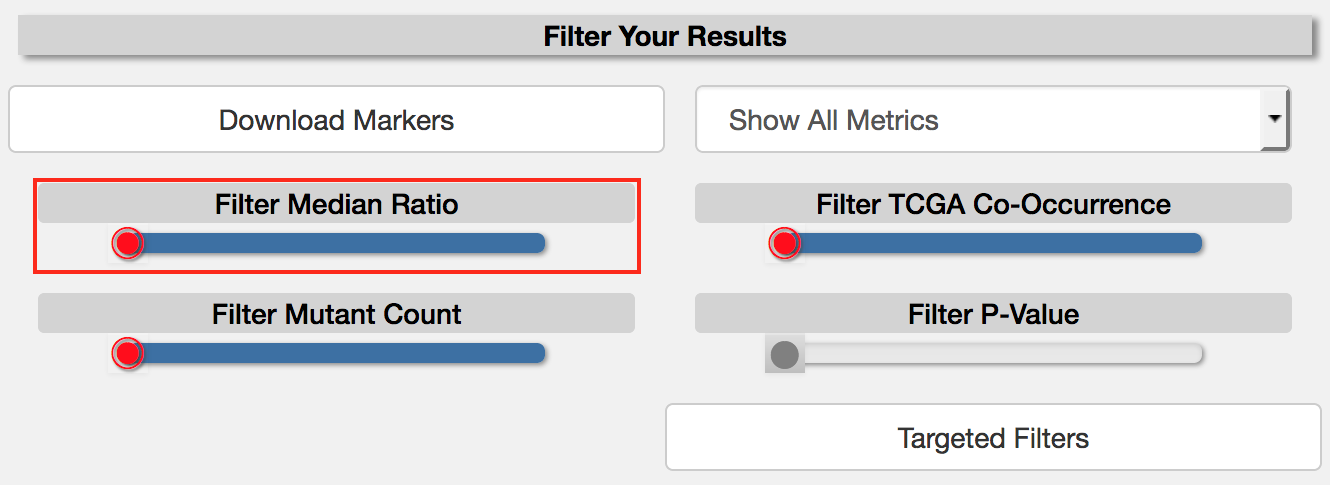 Filter Your Results
Download Markers
Show All Metrics
Filter Median Ratio
Filter TCGA Co-Occurrence
Filter Mutant Count
Filter P-Value
Targeted Filters